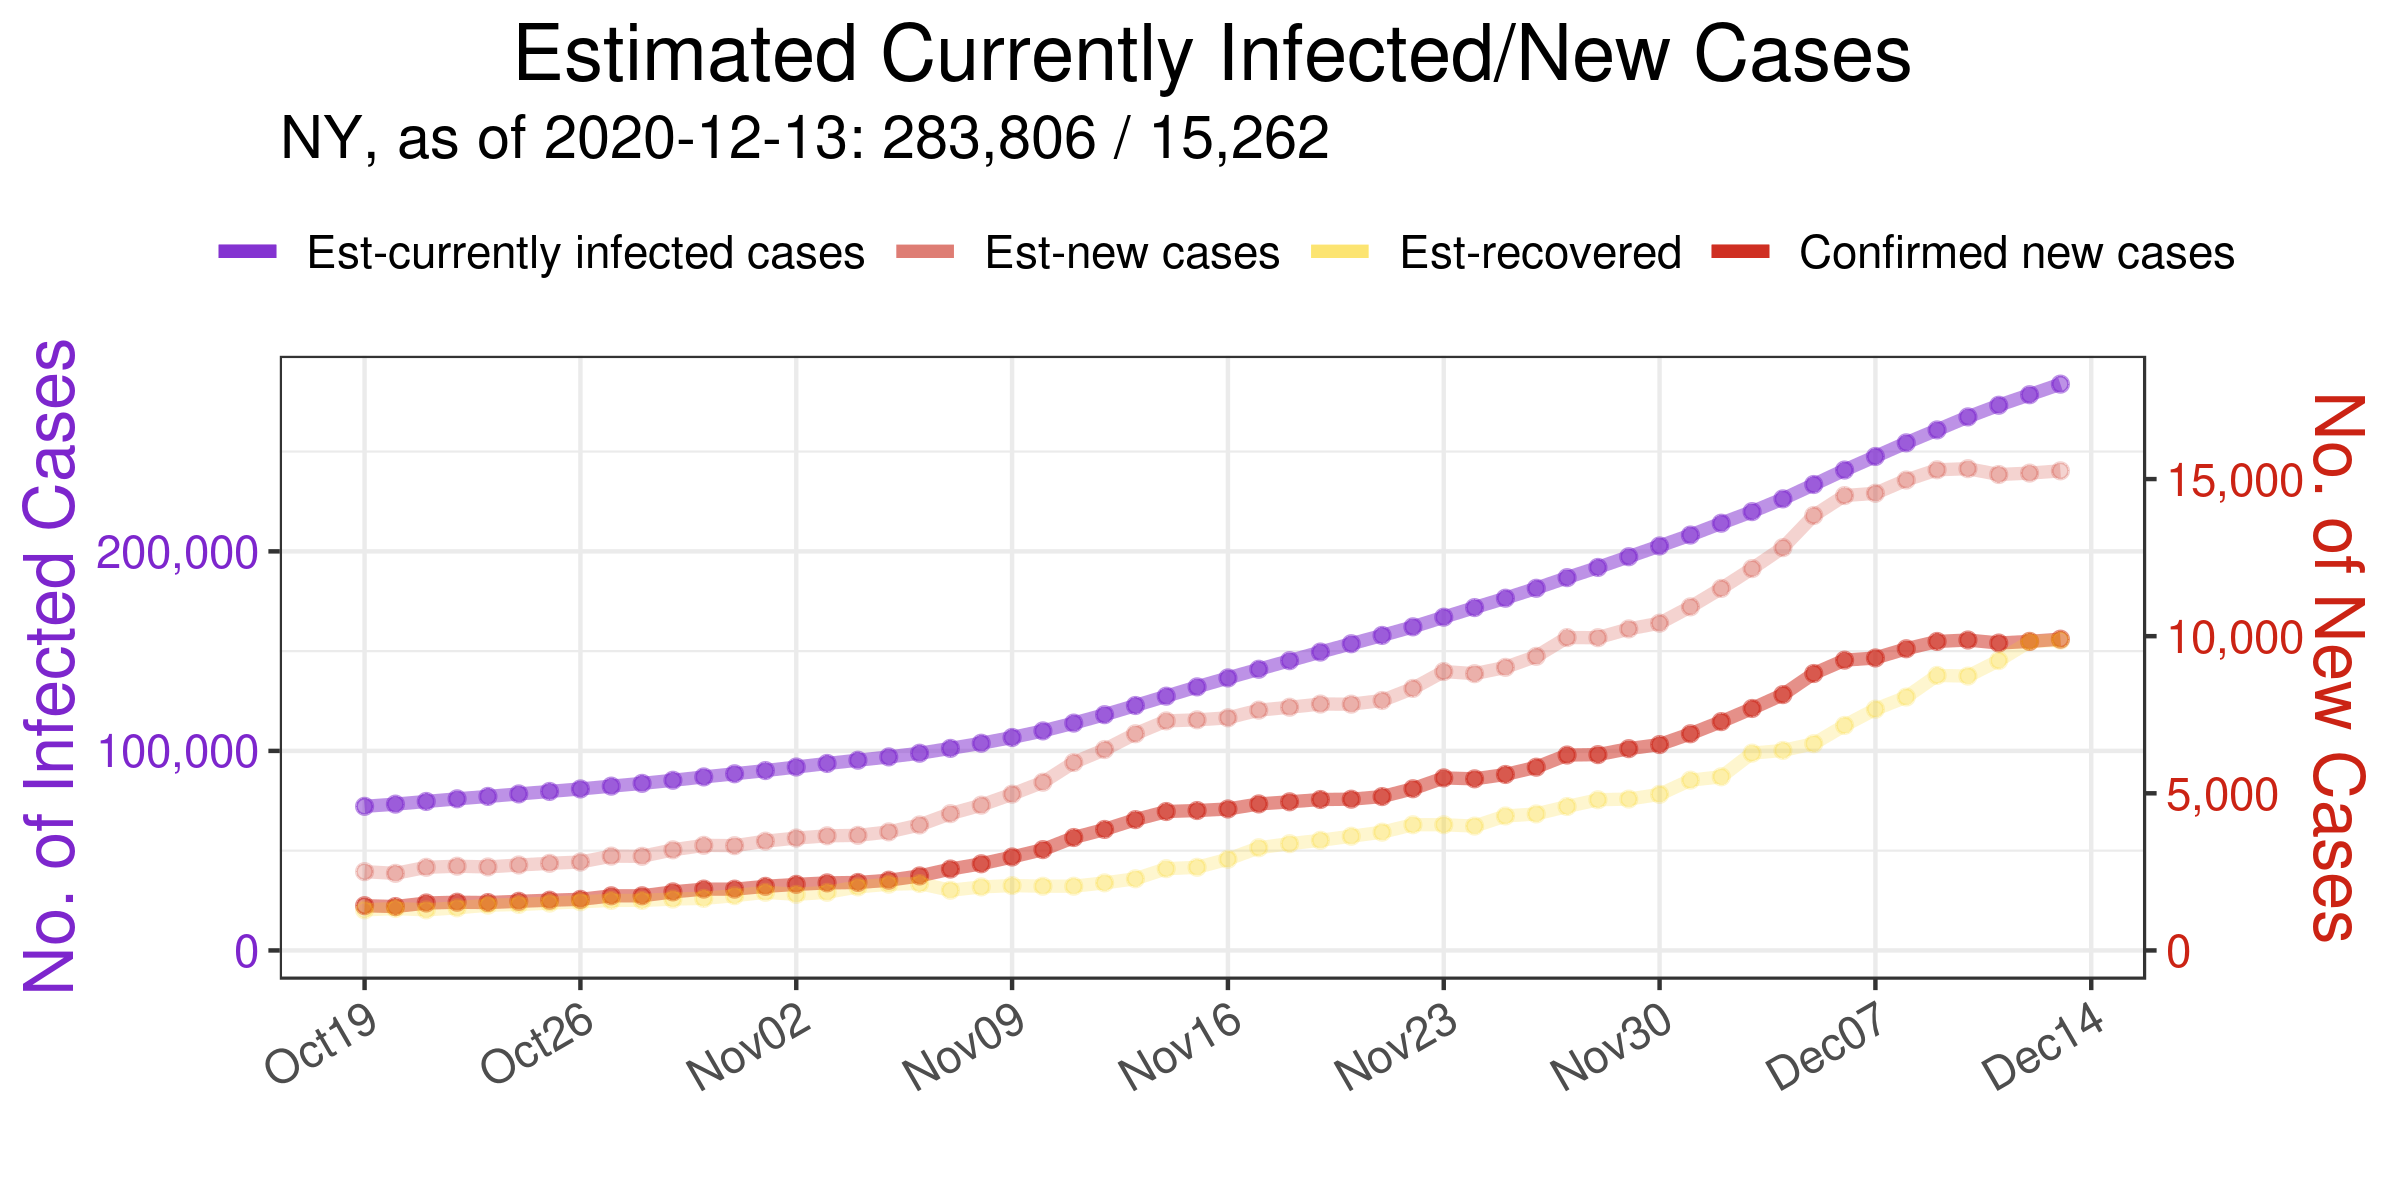 Estimated Currently Infected/New Cases
NY, as of 2020-12-13: 283,806 / 15,262
Est-currently infected cases Est-new cases Est-recovered Confirmed new cases
No. of Infected Cases
200,000
100,000
0
15,000
10,000
5,000
0
No. of New Cases
Oct19 Oct26 Nov02 Nov09 Nov16 Nov23 Nov30 Dec07 Dec14